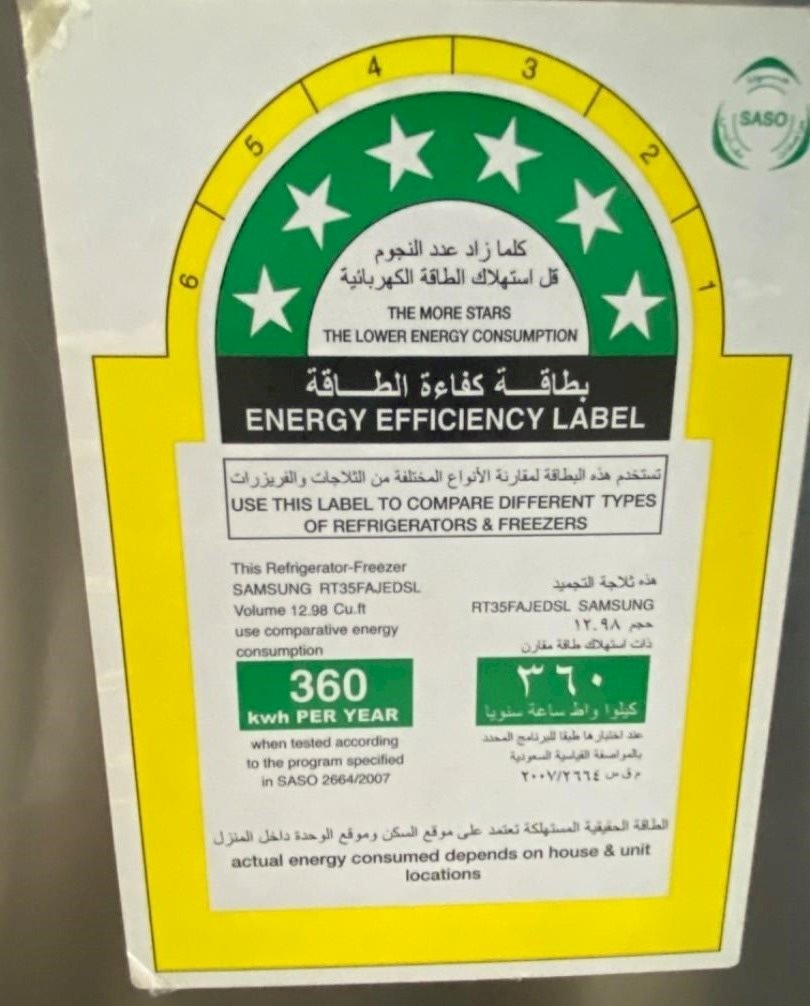 4
3
5
2
6
1
SASO
كلما زاد عدد النجوم
قل استهلاك الطاقة الكهربائية
THE MORE STARS
THE LOWER ENERGY CONSUMPTION
بطاقـــة كفاءة الطـــاقة
ENERGY EFFICIENCY LABEL
تستخدم هذه البطاقة لمقارنة الأنواع المختلفة من الثلاجات والفريزرات
USE THIS LABEL TO COMPARE DIFFERENT TYPES
OF REFRIGERATORS & FREEZERS
This Refrigerator-Freezer
SAMSUNG RT35FAJEDSL
Volume 12.98 Cu.ft
use comparative energy
consumption
360
kwh PER YEAR
when tested according
to the program specified
in SASO 2664/2007
هذه ثلاجة التجميد
RT35FAJEDSL SAMSUNG
حجم ١٢.٩٨
ذات استهلاك طاقة مقارن
٣٦٠
كيلوا واط ساعة سنويا
عند اختبارها طبقا للبرنامج المحدد
بالمواصفة القياسية السعودية
م ق س ٢٠٠٧/٢٦٦٤
الطاقة الحقيقية المستهلكة تعتمد على موقع السكن وموقع الوحدة داخل المنزل
actual energy consumed depends on house & unit
locations